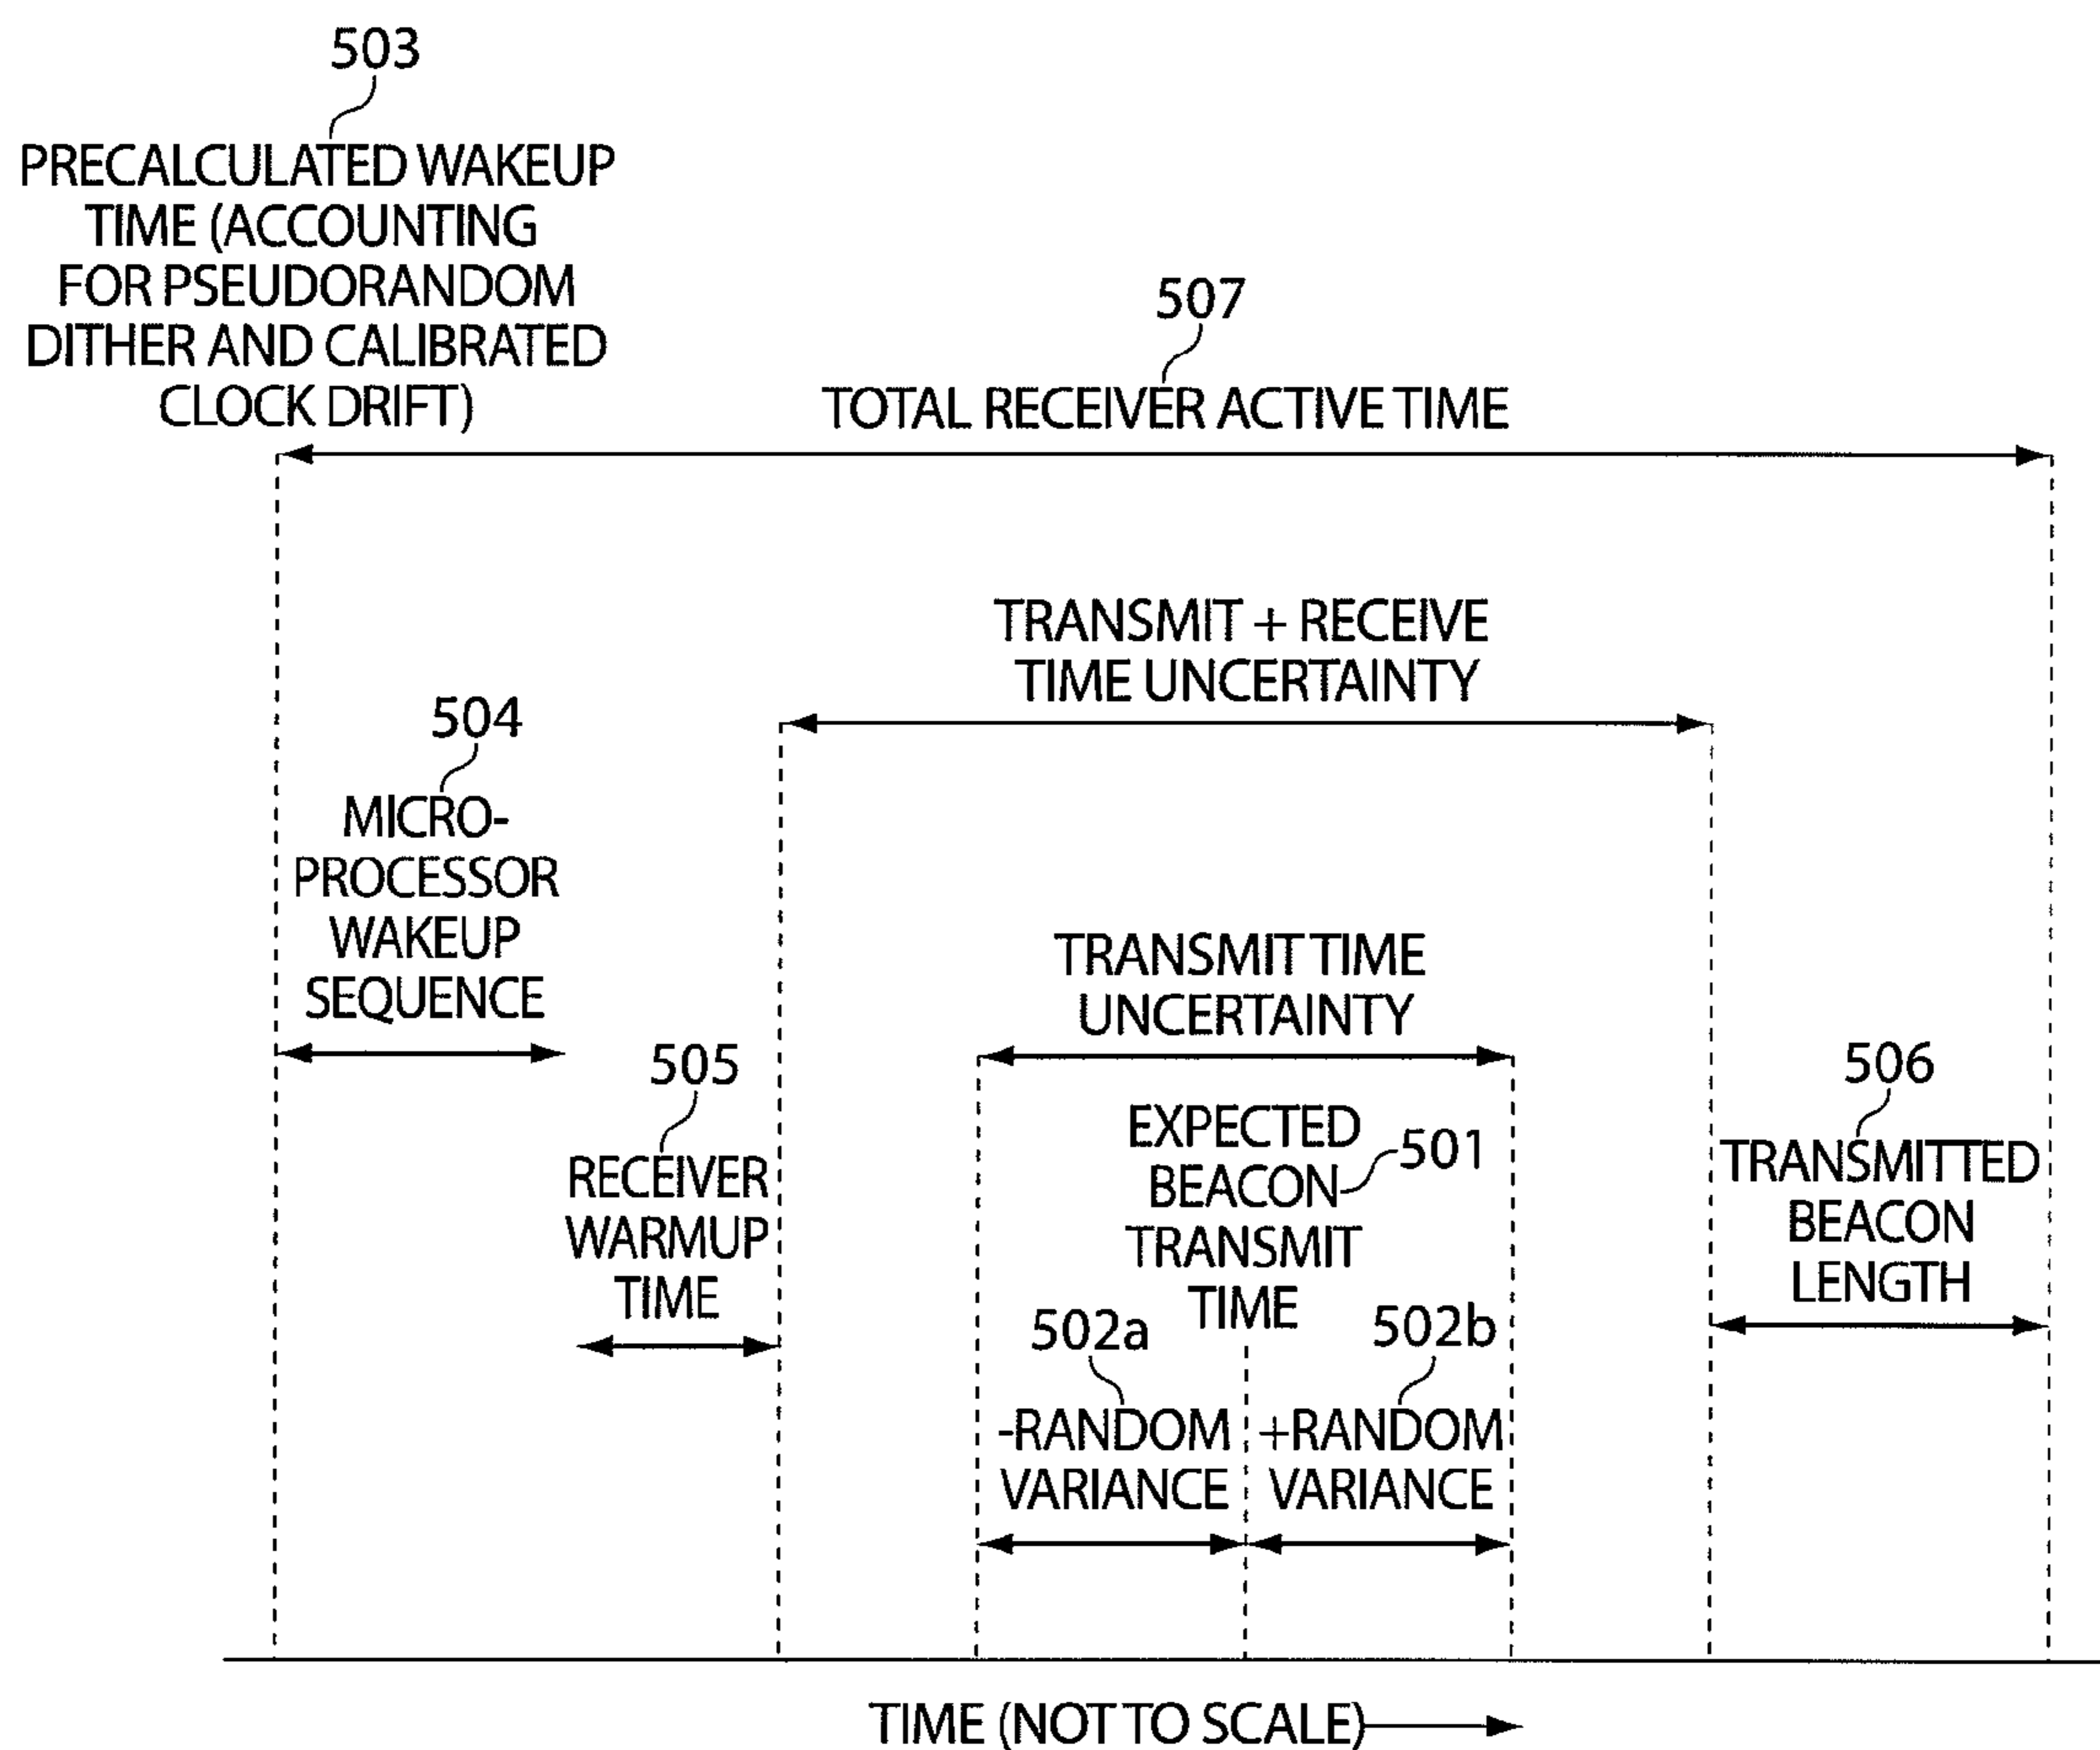 503
PRECALCULATED WAKEUP
TIME (ACCOUNTING
FOR PSEUDORANDOM
DITHER AND CALIBRATED
CLOCK DRIFT)
507
TOTAL RECEIVER ACTIVE TIME
TRANSMIT + RECEIVE
TIME UNCERTAINTY
504
MICRO-
PROCESSOR
WAKEUP
SEQUENCE
505
RECEIVER
WARMUP
TIME
TRANSMIT TIME
UNCERTAINTY
EXPECTED
BEACON
TRANSMIT
TIME
501
502a
-RANDOM
VARIANCE
502b
+RANDOM
VARIANCE
506
TRANSMITTED
BEACON
LENGTH
TIME (NOT TO SCALE)